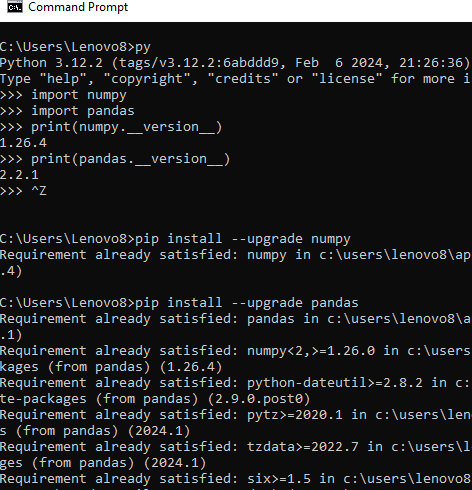 Command Prompt
C:\Users\Lenovo8>py
Python 3.12.2 (tags/v3.12.2:6abddd9, Feb  6 2024, 21:26:36)
Type "help", "copyright", "credits" or "license" for more i
>>> import numpy
>>> import pandas
>>> print(numpy.__version__)
1.26.4
>>> print(pandas.__version__)
2.2.1
>>> ^Z
C:\Users\Lenovo8>pip install --upgrade numpy
Requirement already satisfied: numpy in c:\users\lenovo8\ap
.4)
C:\Users\Lenovo8>pip install --upgrade pandas
Requirement already satisfied: pandas in c:\users\lenovo8\a
.1)
Requirement already satisfied: numpy<2,>=1.26.0 in c:\users
kages (from pandas) (1.26.4)
Requirement already satisfied: python-dateutil>=2.8.2 in c:
te-packages (from pandas) (2.9.0.post0)
Requirement already satisfied: pytz>=2020.1 in c:\users\len
s (from pandas) (2024.1)
Requirement already satisfied: tzdata>=2022.7 in c:\users\l
ges (from pandas) (2024.1)
Requirement already satisfied: six>=1.5 in c:\users\lenovo8